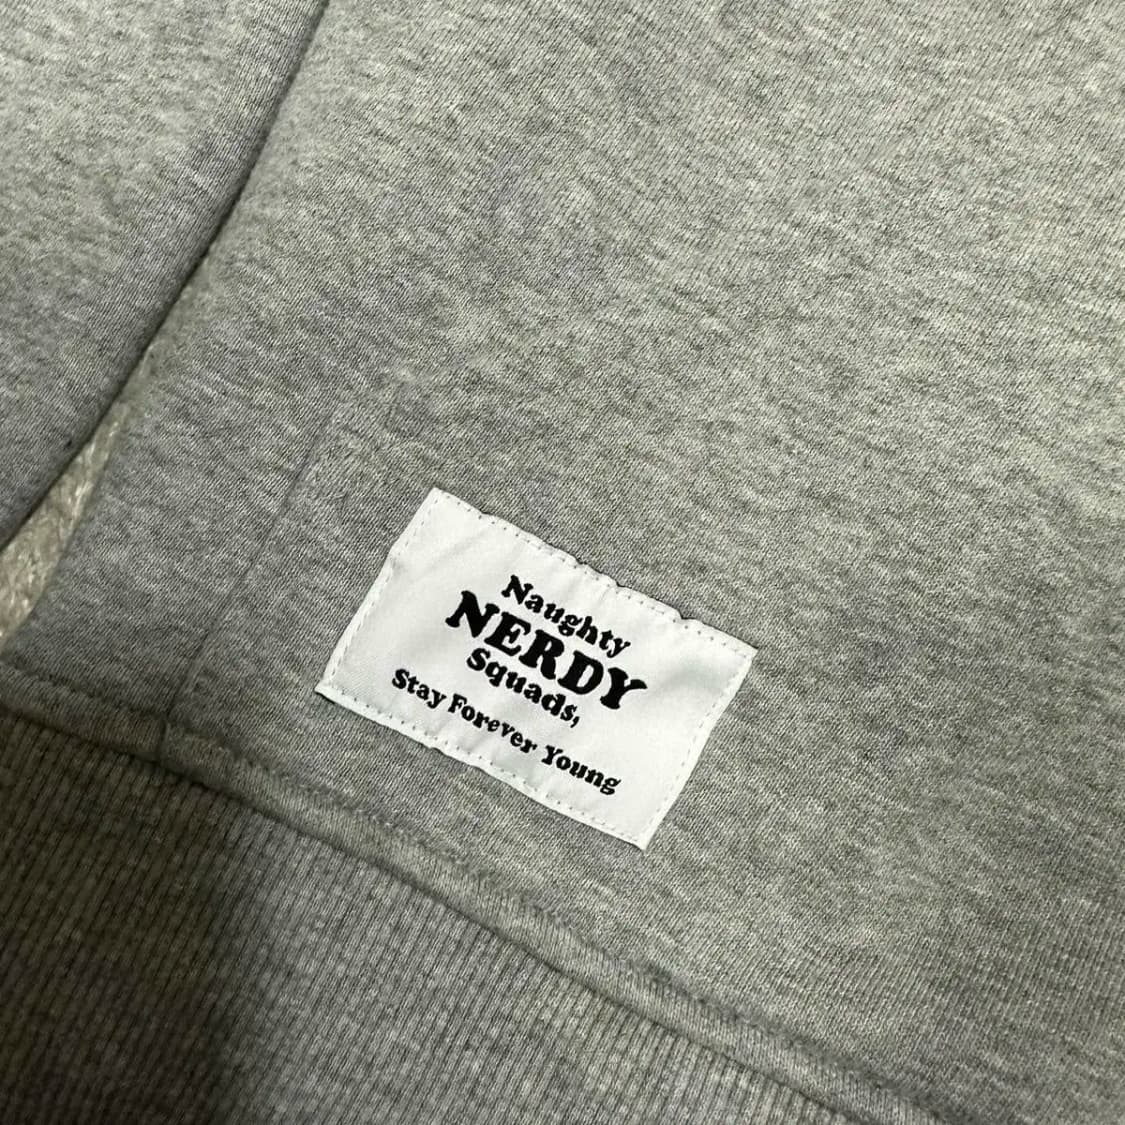 Naughty
NERDY
Squads,
Stay Forever Young